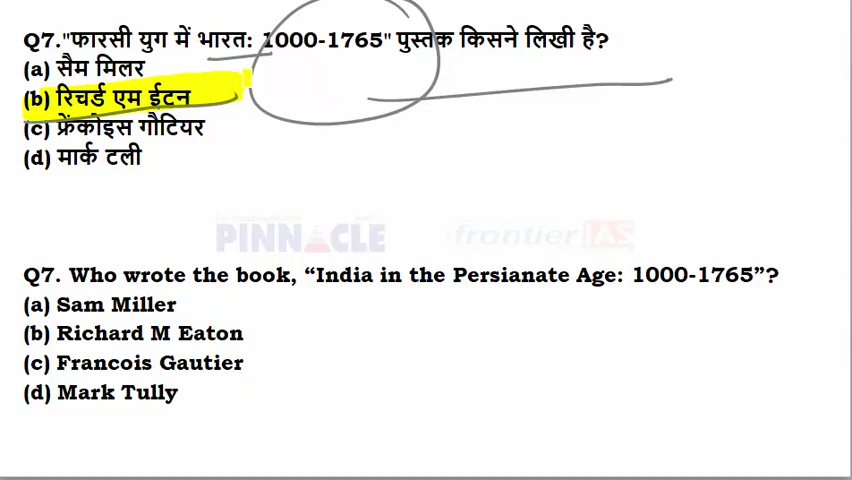 Q7."फारसी युग में भारत: 1000-1765" पुस्तक किसने लिखी है?
(a) सैम मिलर
(b) रिचर्ड एम ईटन
(c) फ्रेंकोइस गौटियर
(d) मार्क टली
PINNACLE frontier IAS
Q7. Who wrote the book, “India in the Persianate Age: 1000-1765”?
(a) Sam Miller
(b) Richard M Eaton
(c) Francois Gautier
(d) Mark Tully